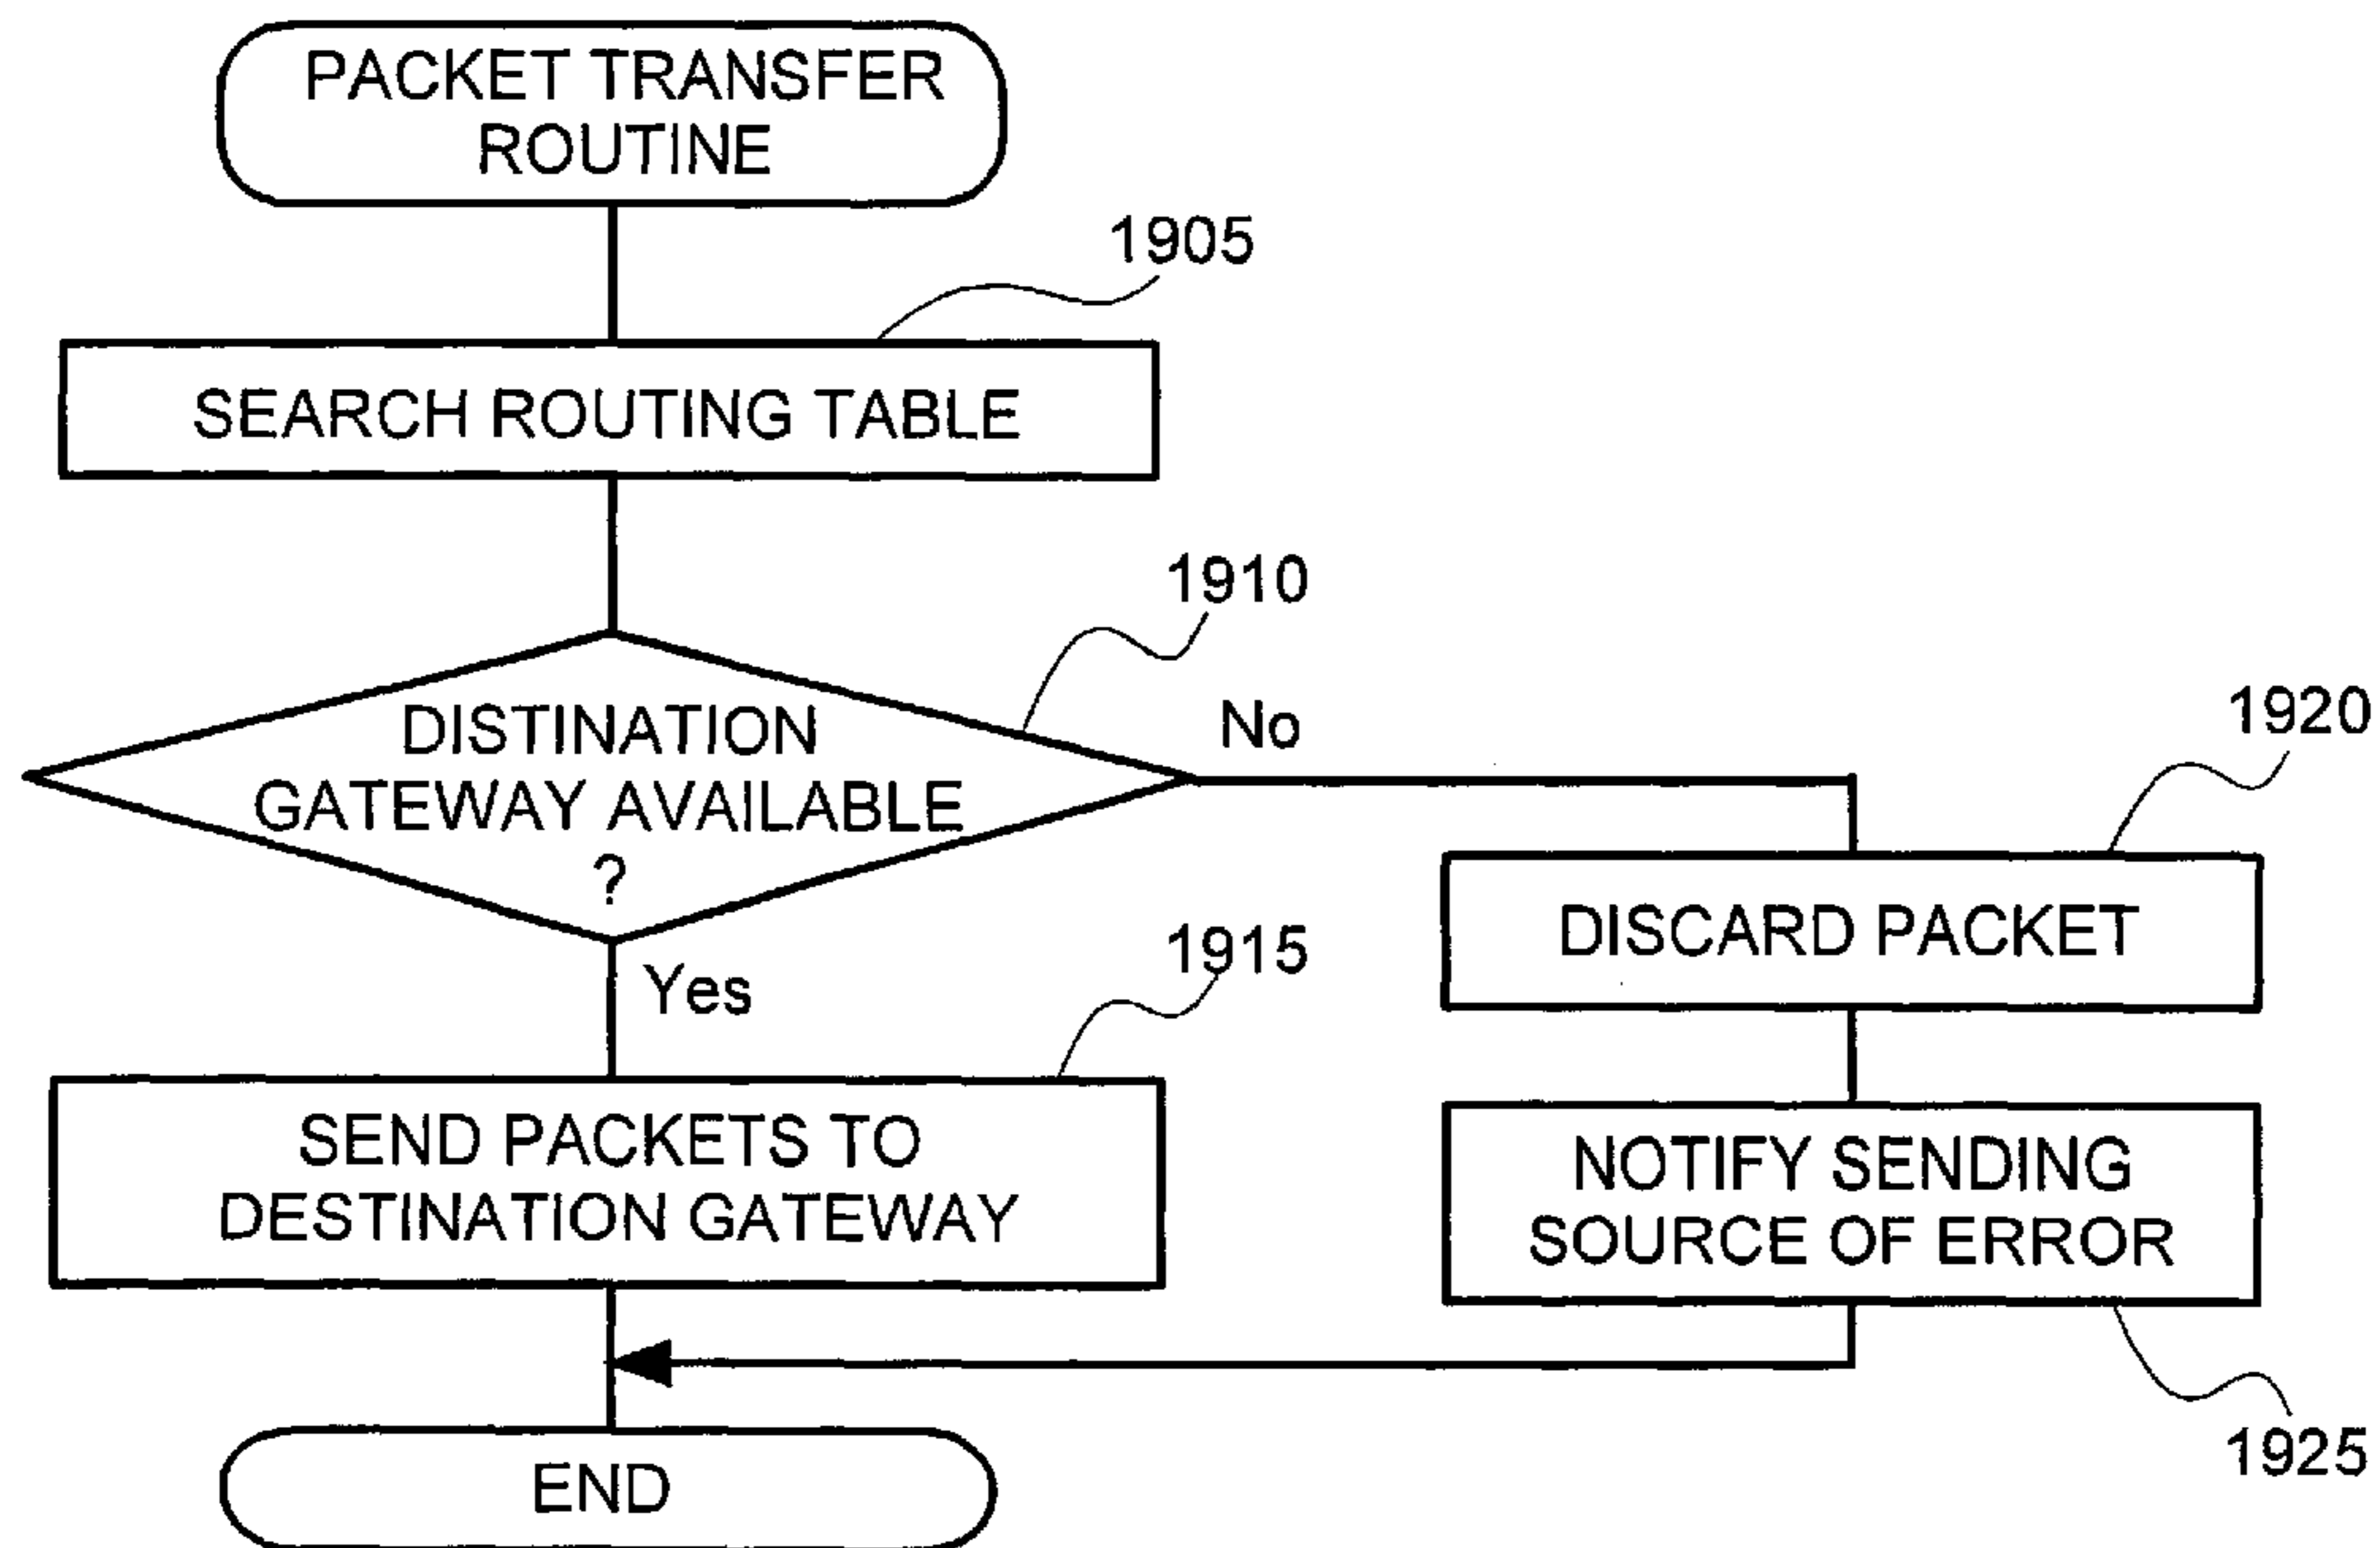 PACKET TRANSFER
ROUTINE
1905
SEARCH ROUTING TABLE
1910
DISTINATION
GATEWAY AVAILABLE
?
No
Yes
1915
SEND PACKETS TO
DESTINATION GATEWAY
1920
DISCARD PACKET
NOTIFY SENDING
SOURCE OF ERROR
1925
END